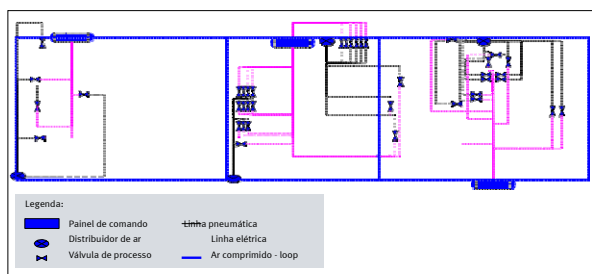 Legenda:
Painel de comando
Linha pneumática
Distribuidor de ar
Linha elétrica
Válvula de processo
Ar comprimido - loop